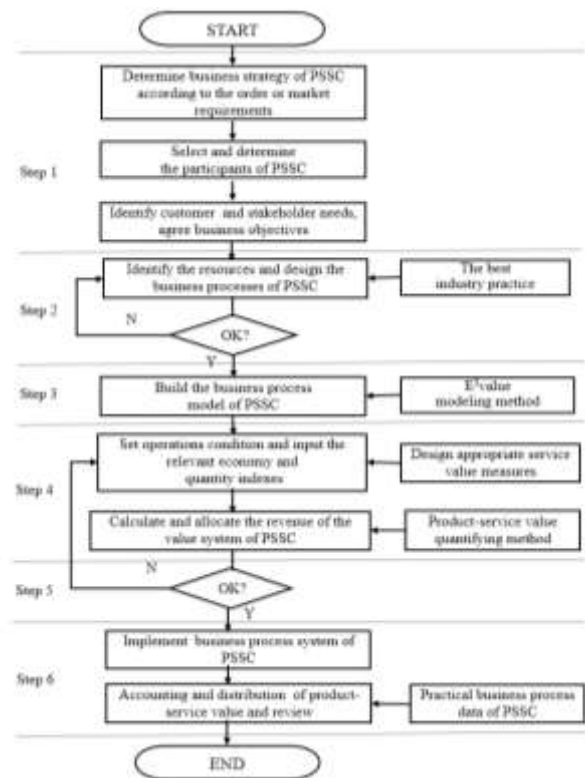 START
Determine business strategy of PSSC
according to the order or market
requirements
Select and determine
the participants of PSSC
Step 1
Identify customer and stakeholder needs,
agree business objectives
Identify the resources and design the
business processes of PSSC
The best
industry practice
Step 2
N
OK?
Y
Step 3
Build the business process
model of PSSC
E³value
modeling method
Set operations condition and input the
relevant economy and
quantity indexes
Design appropriate service
value measures
Step 4
Calculate and allocate the revenue of the
value system of PSSC
Product-service value
quantifying method
N
OK?
Step 5
Y
Implement business process system of
PSSC
Step 6
Accounting and distribution of product-
service value and review
Practical business process
data of PSSC
END